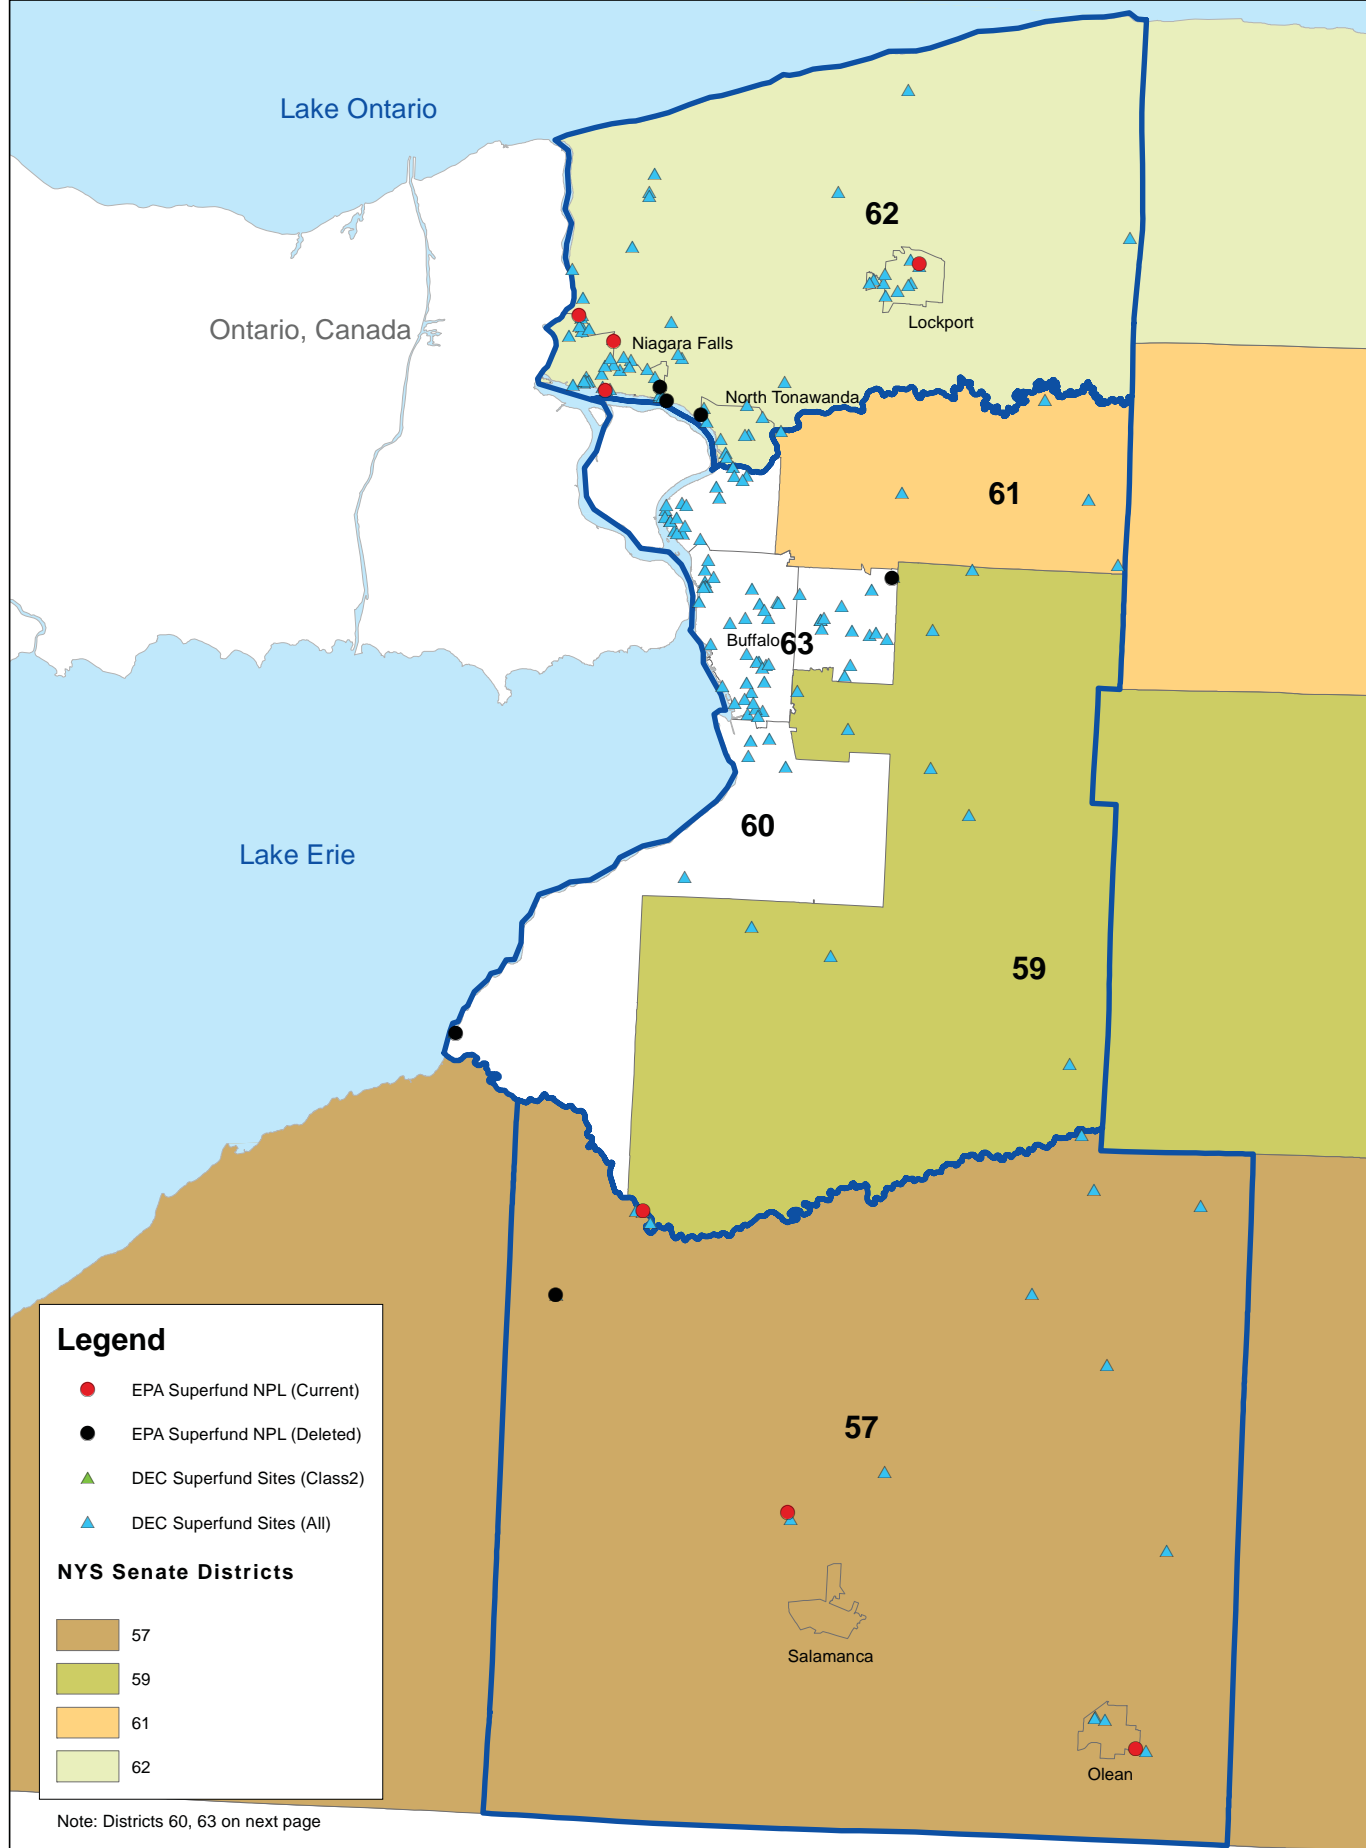 Lake Ontario
62
Ontario, Canada
Lockport
Niagara Falls
North Tonawanda
61
Buffalo
63
60
Lake Erie
59
57
Salamanca
Olean
Legend
EPA Superfund NPL (Current)
EPA Superfund NPL (Deleted)
DEC Superfund Sites (Class2)
DEC Superfund Sites (All)
NYS Senate Districts
57
59
61
62
Note: Districts 60, 63 on next page